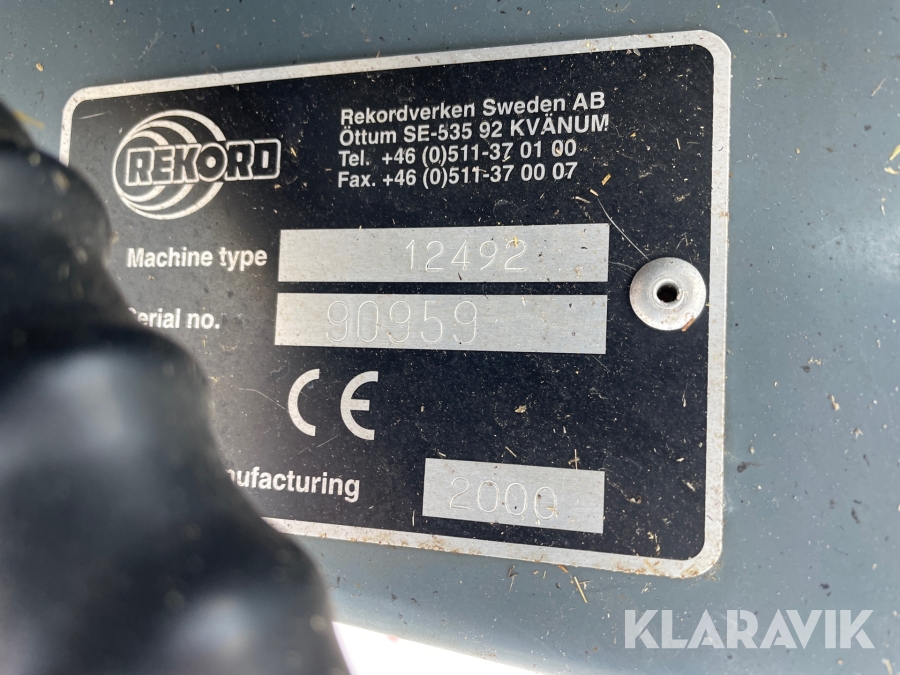 REKORD
Rekordverken Sweden AB
Öttum SE-535 92 KVÄNUM
Tel. +46 (0)511-37 01 00
Fax. +46 (0)511-37 00 07
Machine type 12492
Serial no. 90959
CE
nufacturing 2000
KLARAVIK